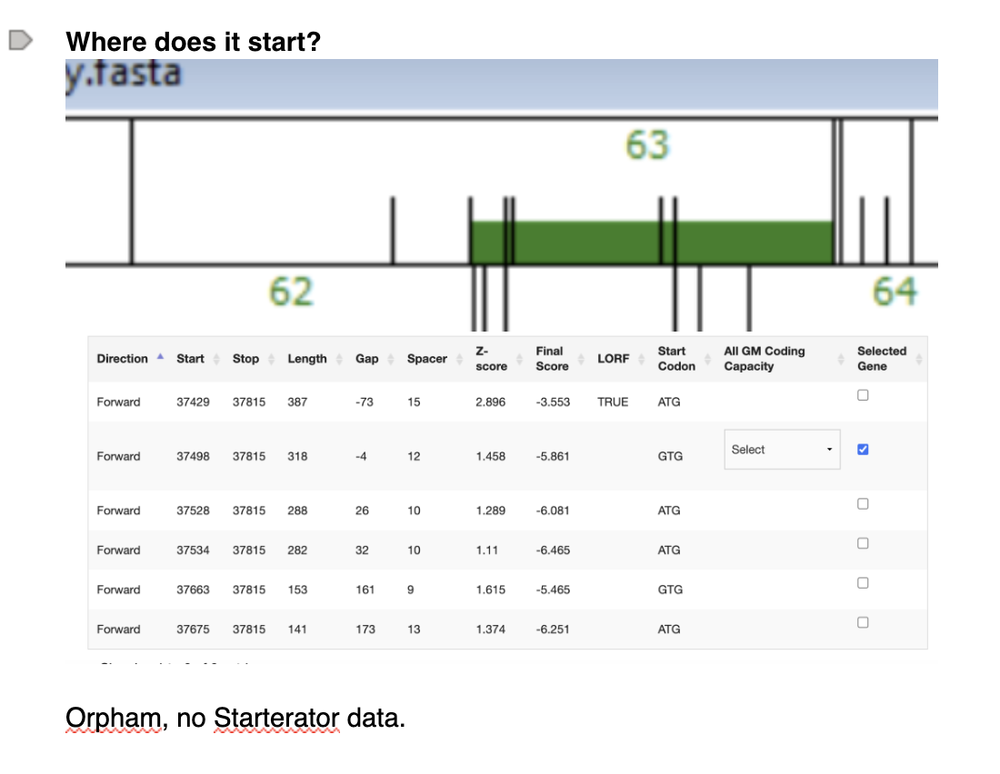 Where does it start?
y.fasta
63
62
64
Direction Start Stop Length Gap Spacer Z-score Final Score LORF Start Codon All GM Coding Capacity Selected Gene
Forward 37429 37815 387 -73 15 2.896 -3.553 TRUE ATG
Forward 37498 37815 318 -4 12 1.458 -5.861 GTG Select
Forward 37528 37815 288 26 10 1.289 -6.081 ATG
Forward 37534 37815 282 32 10 1.11 -6.465 ATG
Forward 37663 37815 153 161 9 1.615 -5.465 GTG
Forward 37675 37815 141 173 13 1.374 -6.251 ATG
Orpham, no Starterator data.